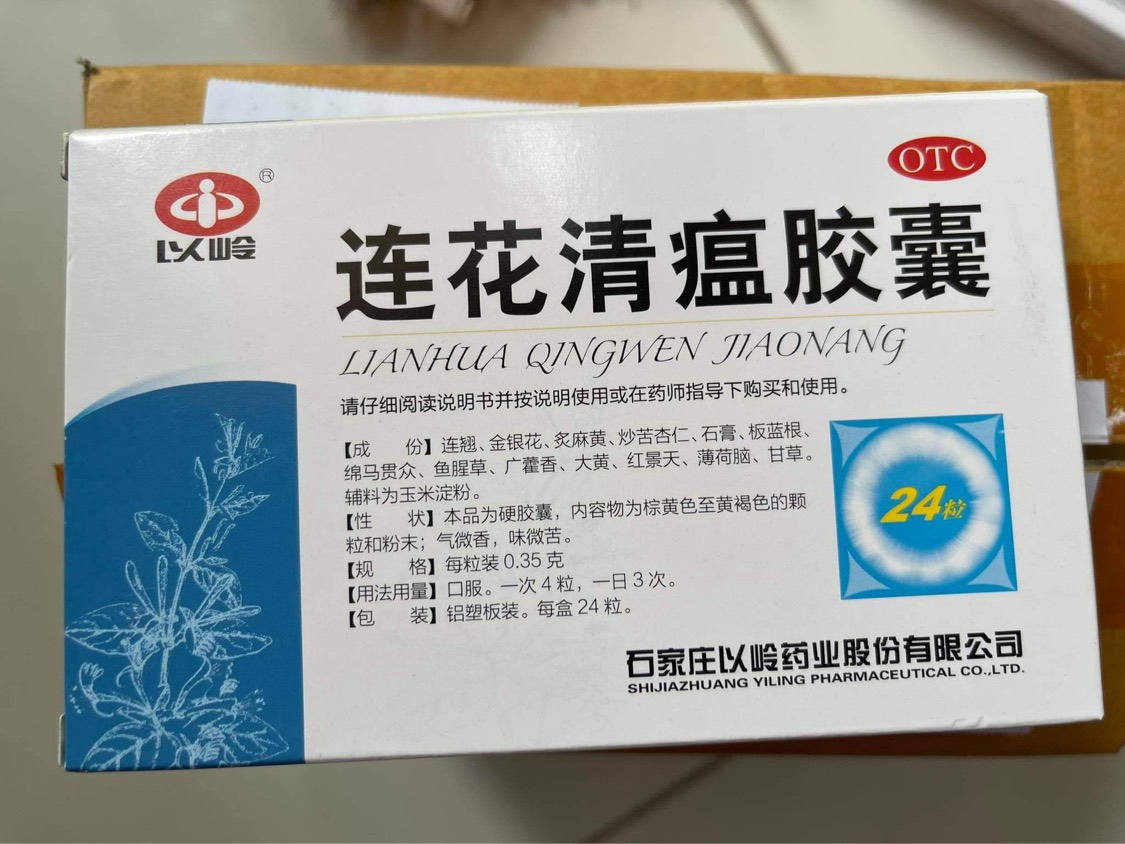 以岭
®
OTC
连花清瘟胶囊
LIANHUA QINGWEN JIAONANG
请仔细阅读说明书并按说明使用或在药师指导下购买和使用。
【成 份】连翘、金银花、炙麻黄、炒苦杏仁、石膏、板蓝根、
绵马贯众、鱼腥草、广藿香、大黄、红景天、薄荷脑、甘草。
辅料为玉米淀粉。
【性 状】本品为硬胶囊，内容物为棕黄色至黄褐色的颗
粒和粉末；气微香，味微苦。
【规 格】每粒装 0.35 克
【用法用量】口服。一次 4 粒，一日 3 次。
【包 装】铝塑板装。每盒 24 粒。
24粒
石家庄以岭药业股份有限公司
SHIJIAZHUANG YILING PHARMACEUTICAL CO.,LTD.